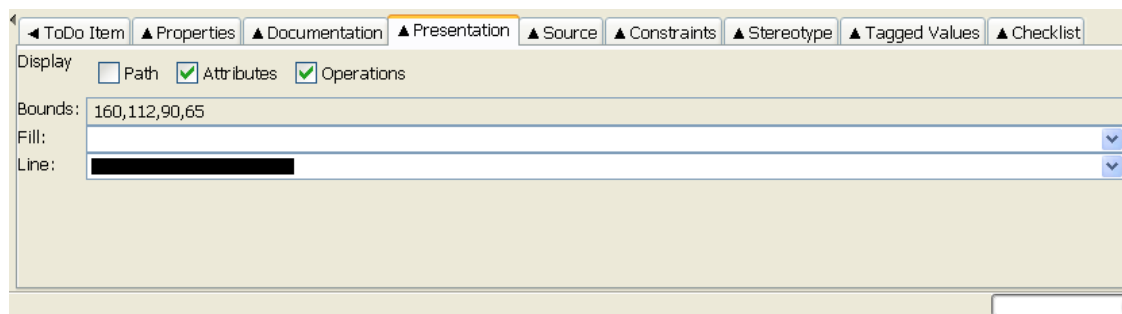 ToDo Item Properties Documentation Presentation Source Constraints Stereotype Tagged Values Checklist
Display Path Attributes Operations
Bounds: 160,112,90,65
Fill:
Line: